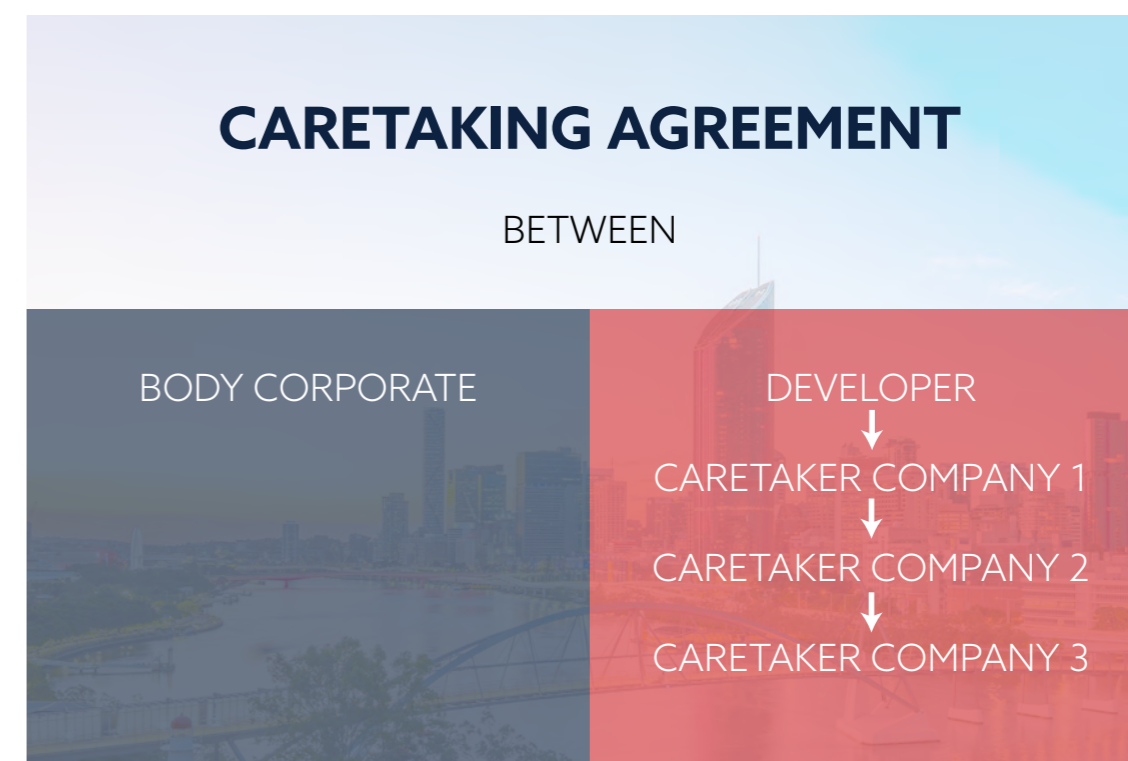 CARETAKING AGREEMENT
BETWEEN
BODY CORPORATE
DEVELOPER
CARETAKER COMPANY 1
CARETAKER COMPANY 2
CARETAKER COMPANY 3